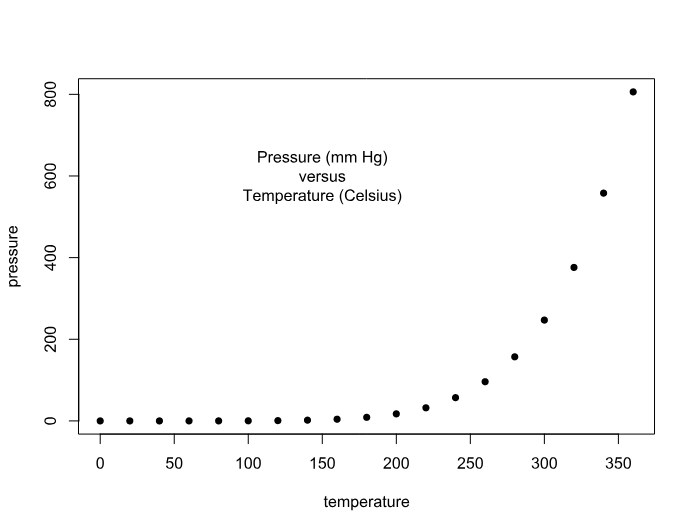 800
600
400
200
0
pressure
Pressure (mm Hg)
versus
Temperature (Celsius)
0 50 100 150 200 250 300 350
temperature